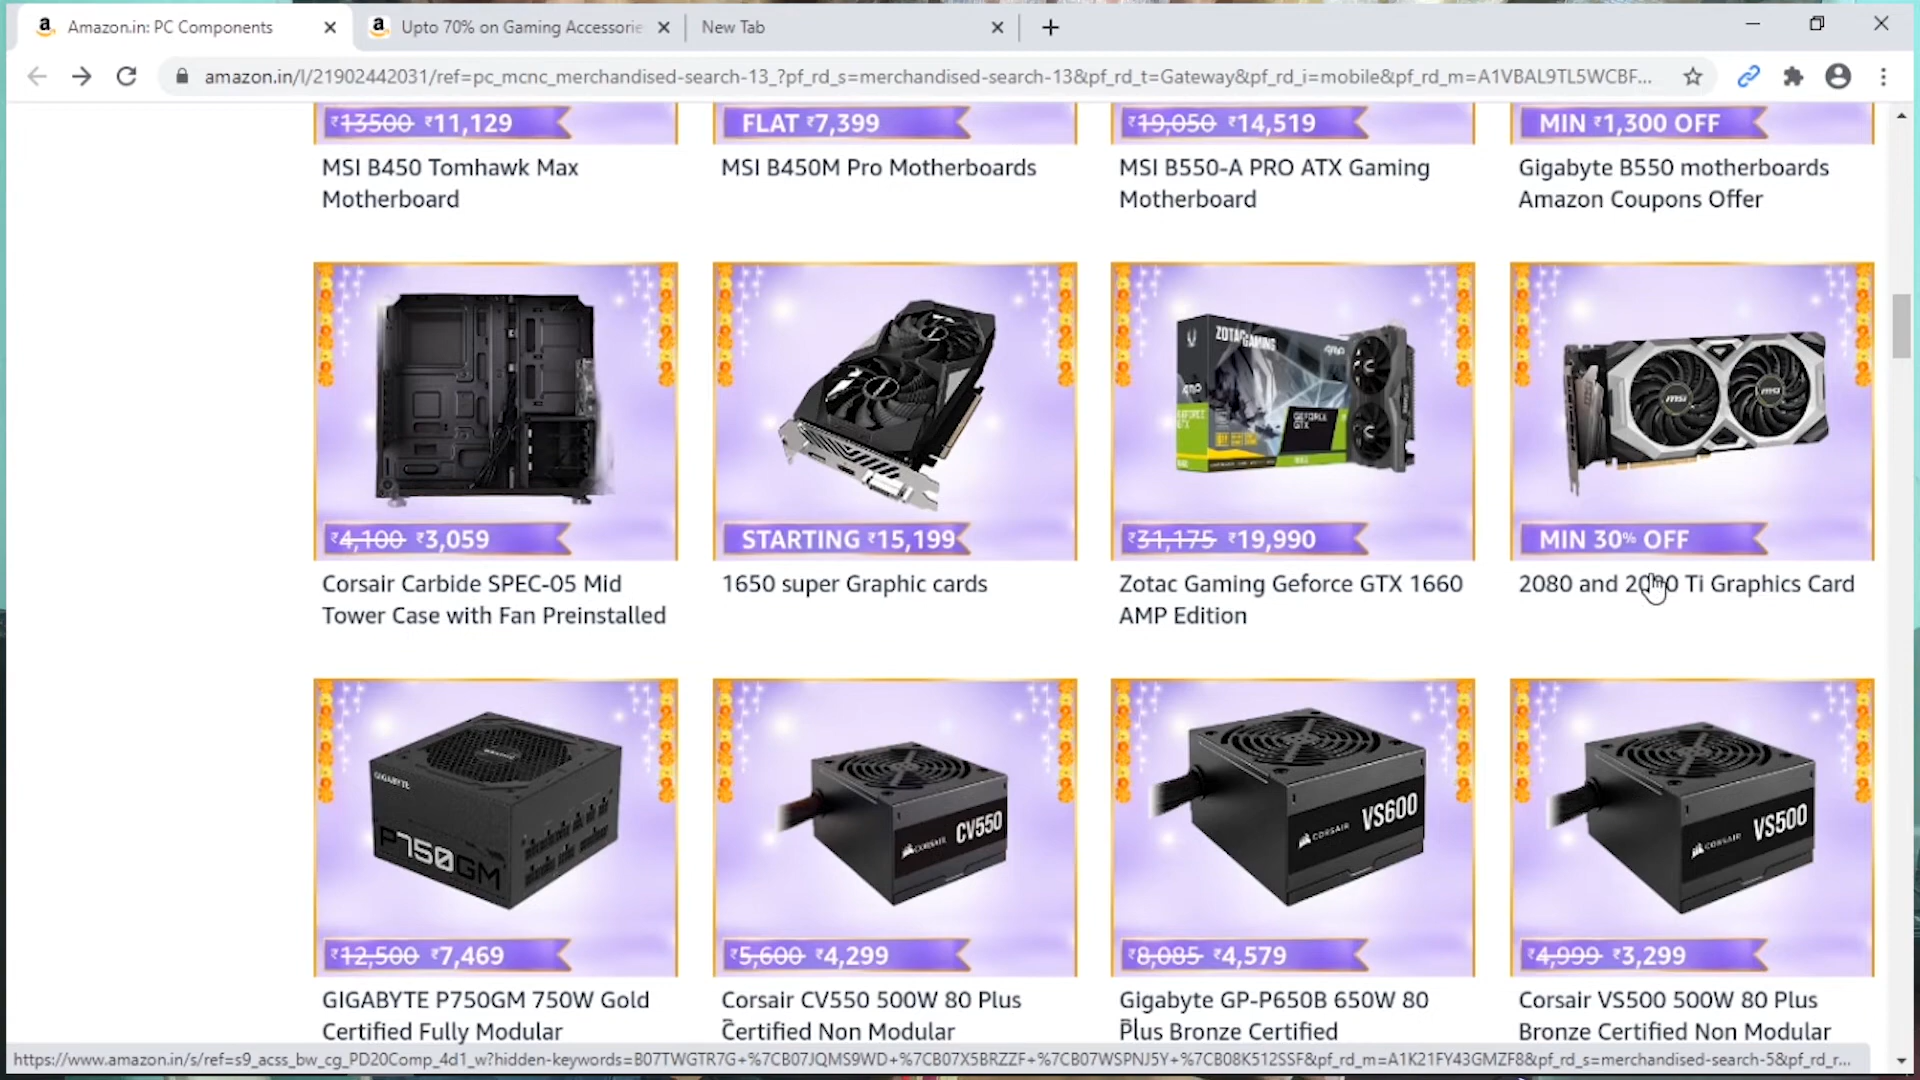 Amazon.in: PC Components
Upto 70% on Gaming Accessorie
New Tab
amazon.in/l/21902442031/ref=pc_mcnc_merchandised-search-13_?pf_rd_s=merchandised-search-13&pf_rd_t=Gateway&pf_rd_i=mobile&pf_rd_m=A1VBAL9TL5WCBF...
₹13500 ₹11,129
FLAT ₹7,399
₹19,050 ₹14,519
MIN ₹1,300 OFF
MSI B450 Tomhawk Max
Motherboard
MSI B450M Pro Motherboards
MSI B550-A PRO ATX Gaming
Motherboard
Gigabyte B550 motherboards
Amazon Coupons Offer
ZOTAC GAMING
AMP
GEFORCE
GTX
msi
msi
₹4,100 ₹3,059
STARTING ₹15,199
₹31,175 ₹19,990
MIN 30% OFF
Corsair Carbide SPEC-05 Mid
Tower Case with Fan Preinstalled
1650 super Graphic cards
Zotac Gaming Geforce GTX 1660
AMP Edition
2080 and Ti Graphics Card
GIGABYTE
P750GM
CORSAIR CV550
CORSAIR VS600
CORSAIR VS500
₹12,500 ₹7,469
₹5,600 ₹4,299
₹8,085 ₹4,579
₹4,999 ₹3,299
GIGABYTE P750GM 750W Gold
Certified Fully Modular
Corsair CV550 500W 80 Plus
Certified Non Modular
Gigabyte GP-P650B 650W 80
Plus Bronze Certified
Corsair VS500 500W 80 Plus
Bronze Certified Non Modular
https://www.amazon.in/s/ref=s9_acss_bw_cg_PD20Comp_4d1_w?hidden-keywords=B07TWGTR7G+%7CB07JQMS9WD+%7CB07X5BRZZF+%7CB07WSPNJ5Y+%7CB08K512SSF&pf_rd_m=A1K21FY43GMZF8&pf_rd_s=merchandised-search-5&pf_rd_r...